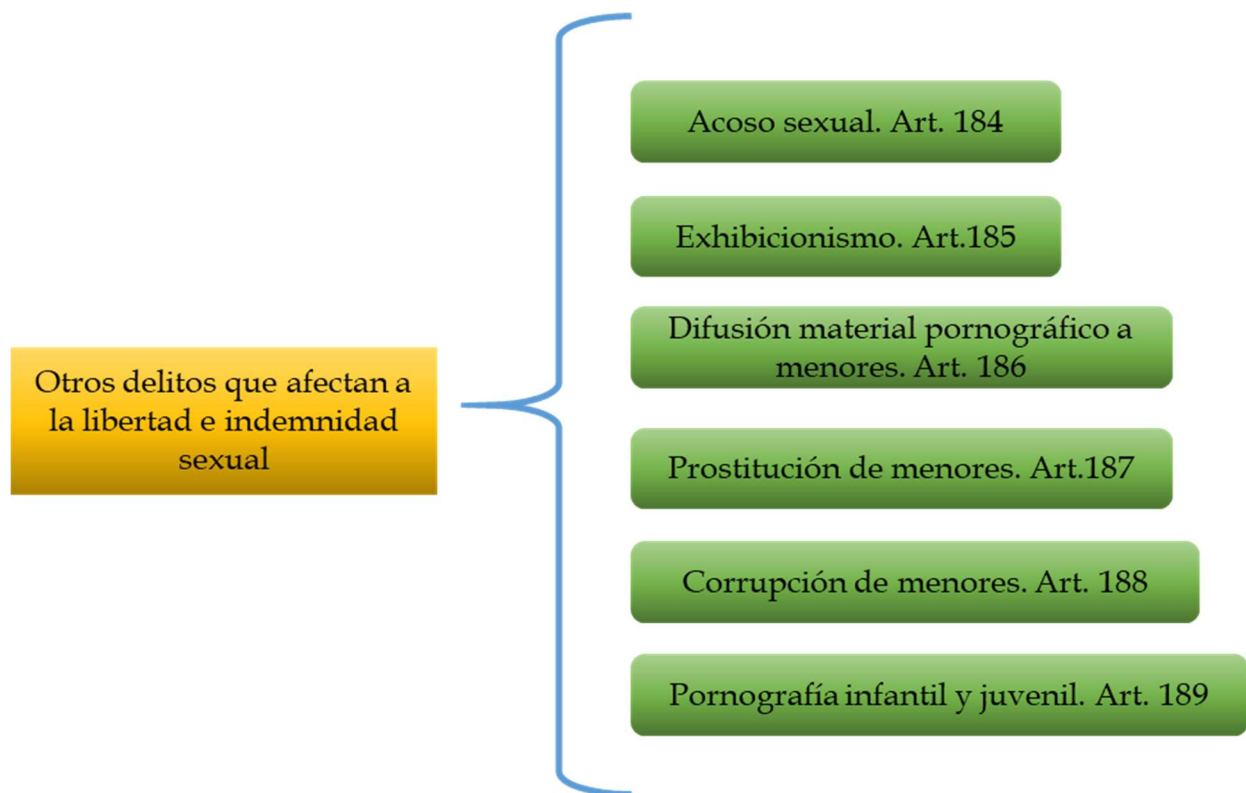 Otros delitos que afectan a
la libertad e indemnidad
sexual
Acoso sexual. Art. 184
Exhibicionismo. Art.185
Difusión material pornográfico a
menores. Art. 186
Prostitución de menores. Art.187
Corrupción de menores. Art. 188
Pornografía infantil y juvenil. Art. 189